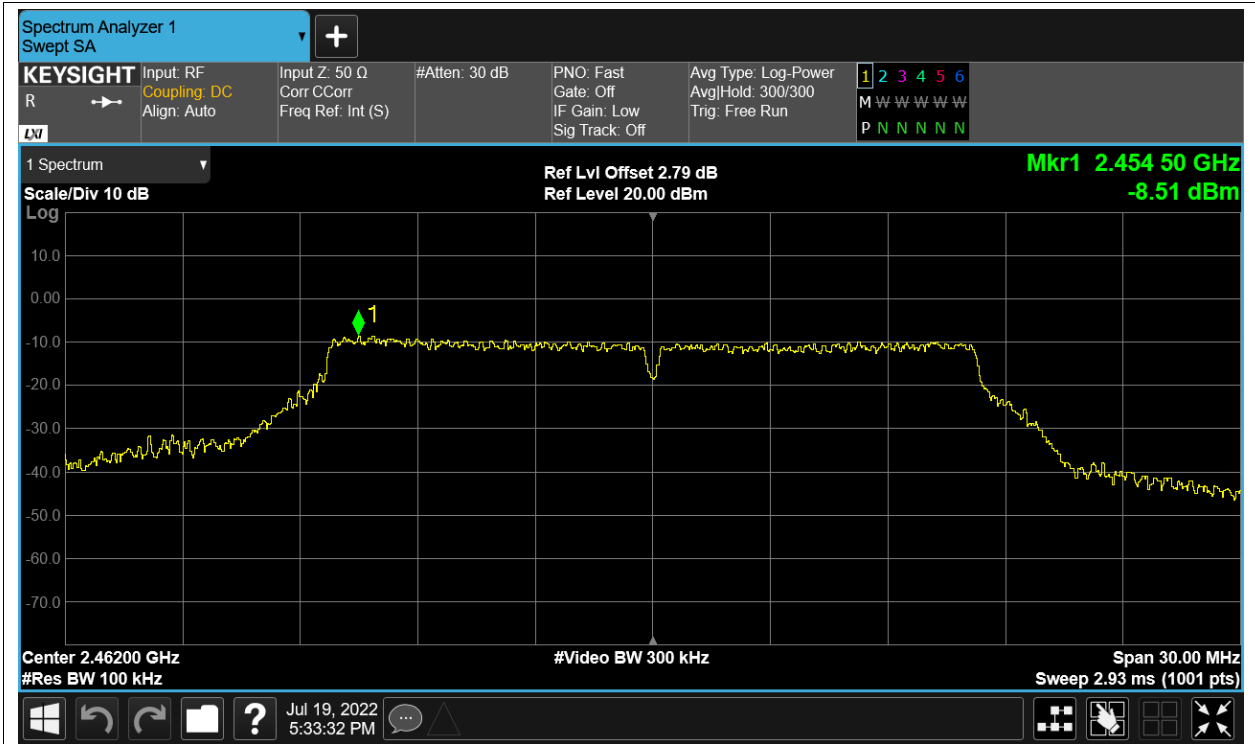 Spectrum Analyzer 1
Swept SA
+
KEYSIGHT
R
LXI
Input: RF
Coupling: DC
Align: Auto
Input Z: 50 Ω
Corr CCorr
Freq Ref: Int (S)
#Atten: 30 dB
PNO: Fast
Gate: Off
IF Gain: Low
Sig Track: Off
Avg Type: Log-Power
Avg|Hold: 300/300
Trig: Free Run
1 2 3 4 5 6
M W W W W W
P N N N N N
1 Spectrum
Scale/Div 10 dB
Log
Ref Lvl Offset 2.79 dB
Ref Level 20.00 dBm
Mkr1 2.454 50 GHz
-8.51 dBm
10.0
0.00
-10.0
-20.0
-30.0
-40.0
-50.0
-60.0
-70.0
1
Center 2.46200 GHz
#Res BW 100 kHz
#Video BW 300 kHz
Span 30.00 MHz
Sweep 2.93 ms (1001 pts)
?
Jul 19, 2022
5:33:32 PM